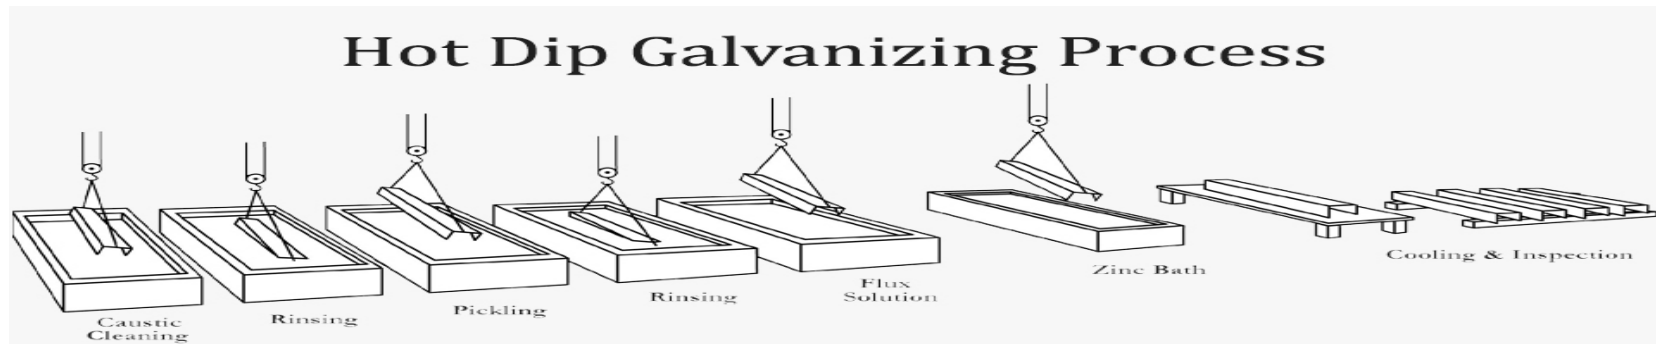 Hot Dip Galvanizing Process
Caustic
Cleaning
Rinsing
Pickling
Rinsing
Flux
Solution
Zinc Bath
Cooling & Inspection